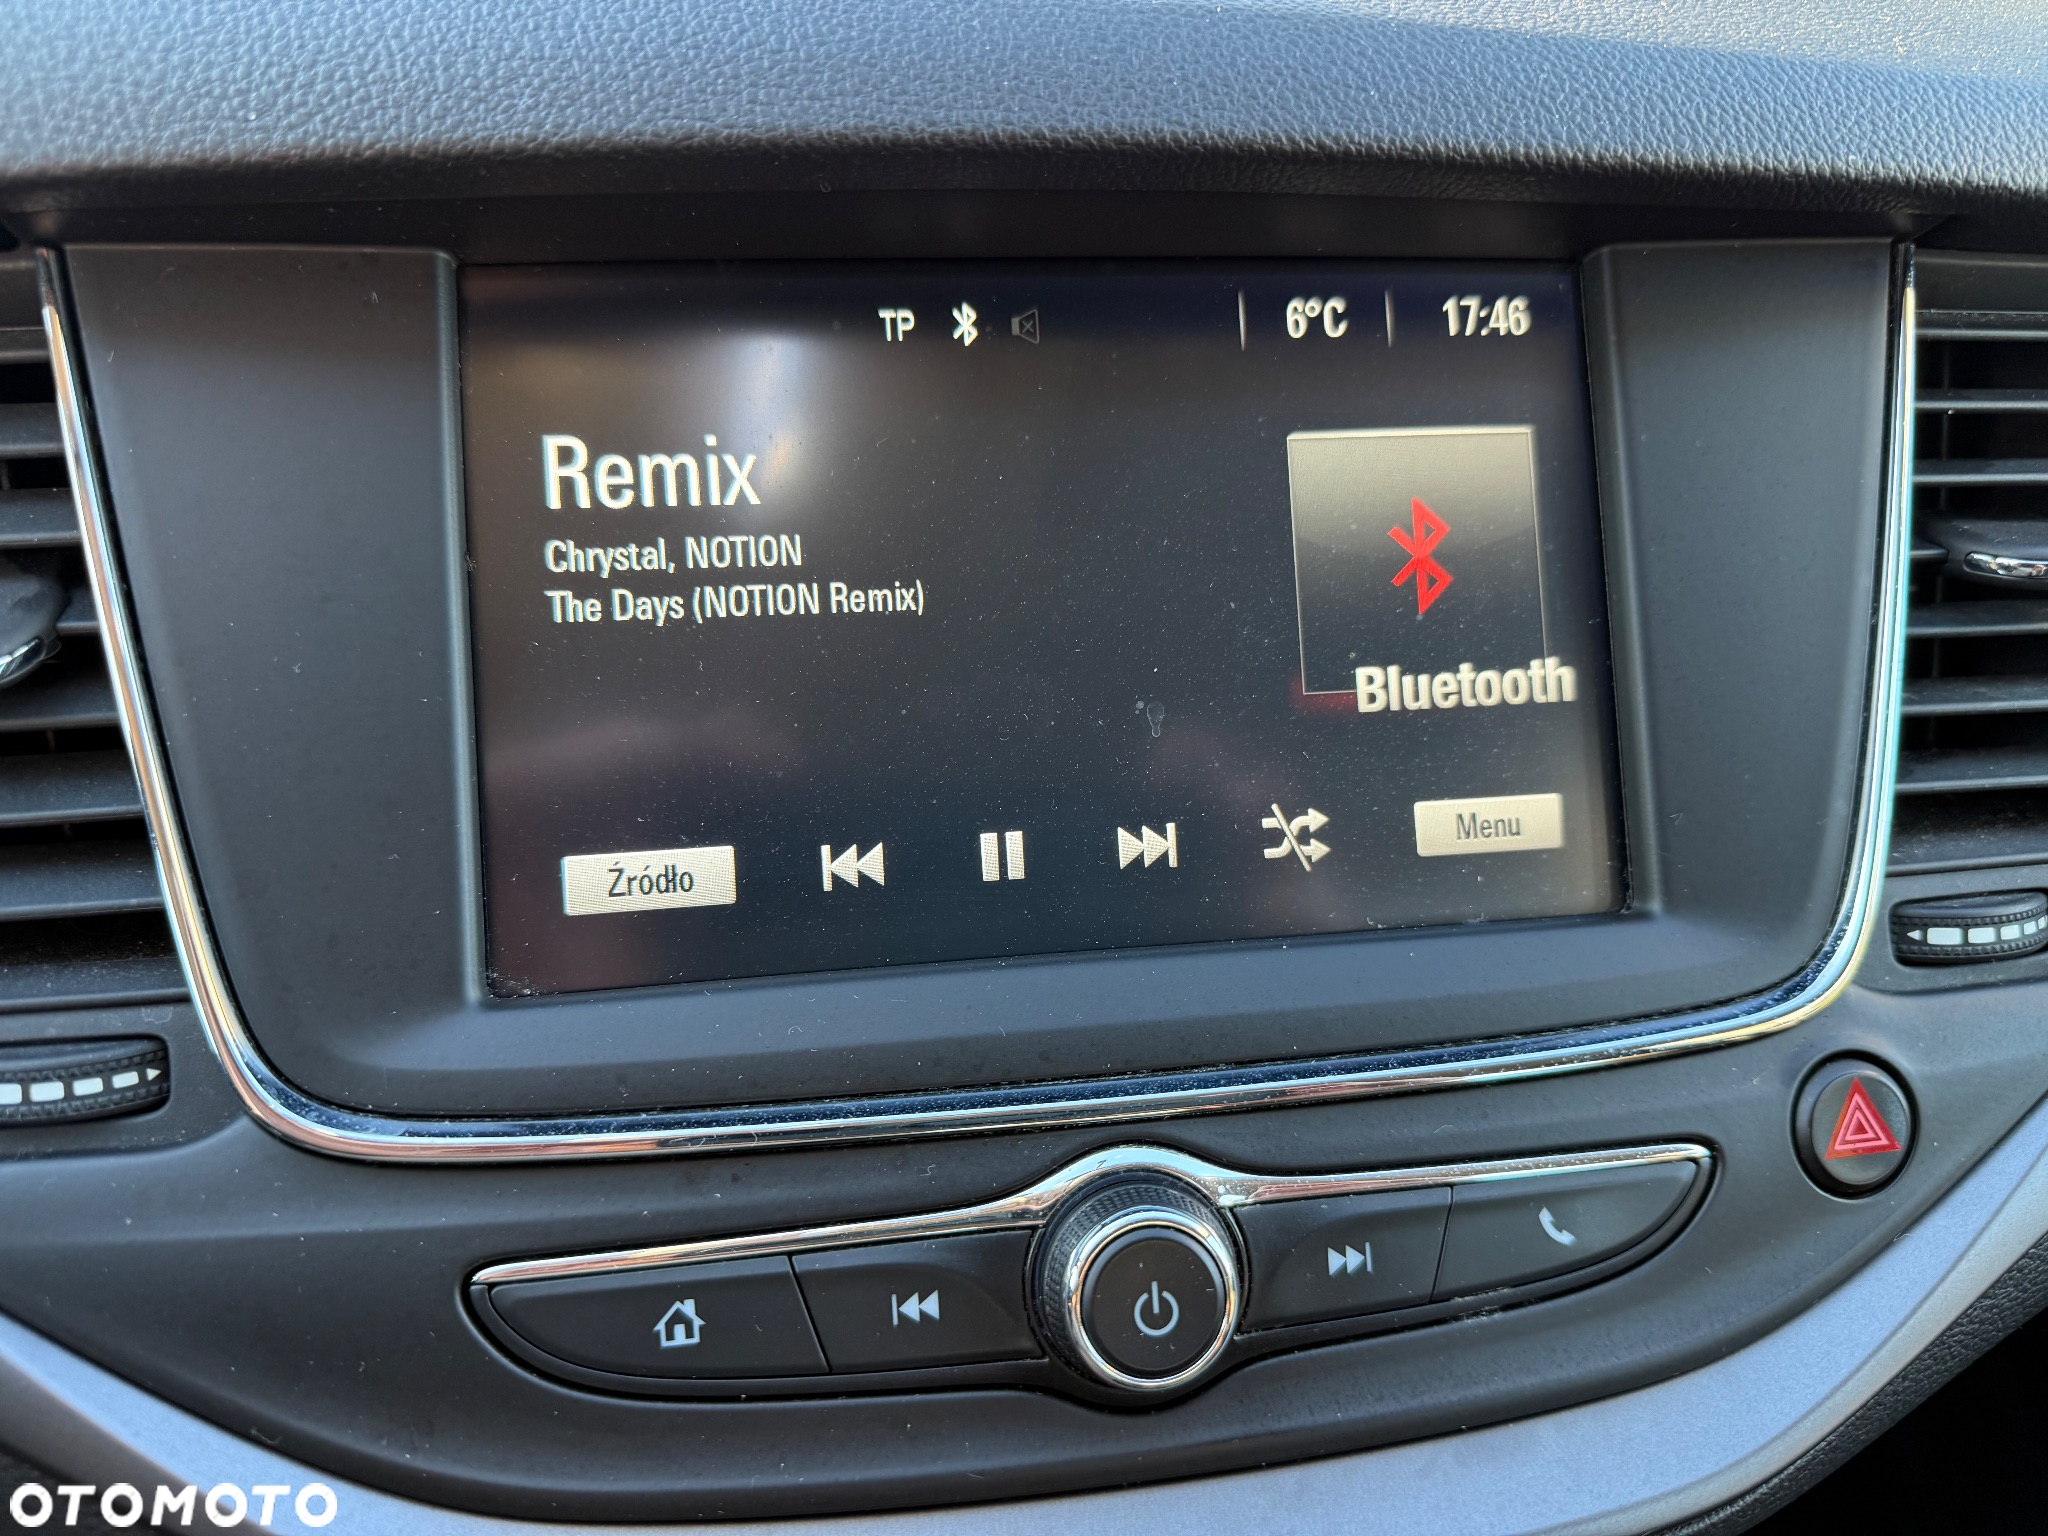 TP 6°C 17:46
Remix
Chrystal, NOTION
The Days (NOTION Remix)
Bluetooth
Źródło Menu
OTOMOTO